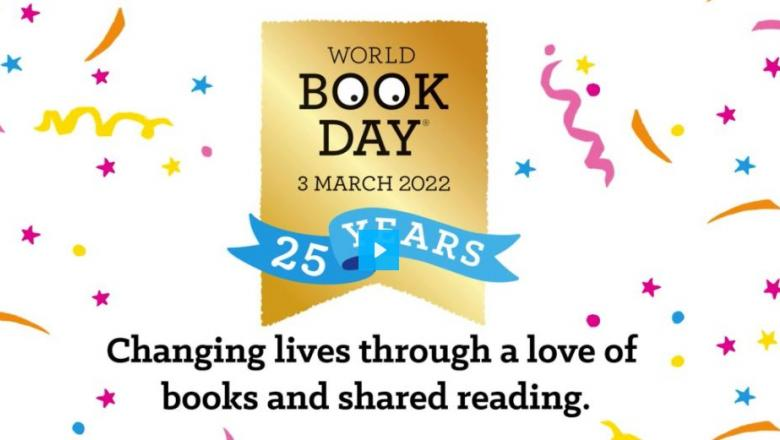 WORLD
BOOK
DAY®
3 MARCH 2022
25 YEARS
Changing lives through a love of
books and shared reading.